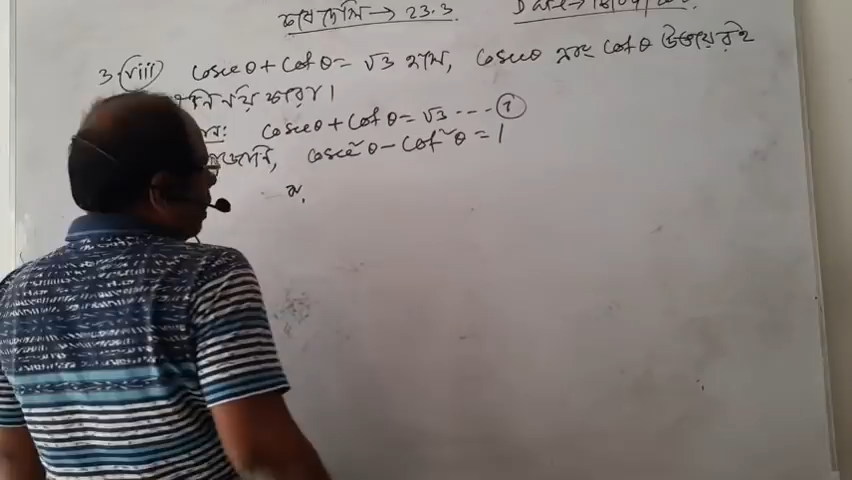 কষে দেখি → 23.3 Date →
3. (viii) cosecθ + cotθ = √3 হলে, cosecθ এবং cotθ উভয়েরই
নির্ণয় করো।
cosecθ + cotθ = √3 --- (i)
cosec²θ − cot²θ = 1
বা,